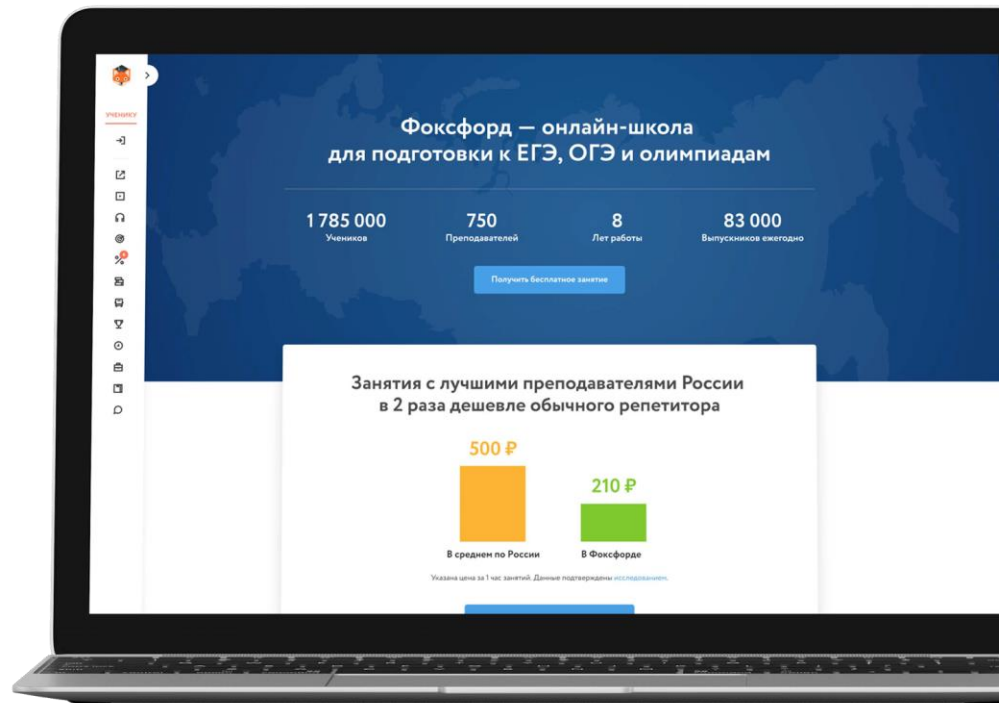 УЧЕНИКУ
Фоксфорд — онлайн-школа
для подготовки к ЕГЭ, ОГЭ и олимпиадам
1 785 000
Учеников
750
Преподавателей
8
Лет работы
83 000
Выпускников ежегодно
Получить бесплатное занятие
Занятия с лучшими преподавателями России
в 2 раза дешевле обычного репетитора
500 ₽
210 ₽
В среднем по России
В Фоксфорде
Указана цена за 1 час занятий. Данные подтверждены исследованием.